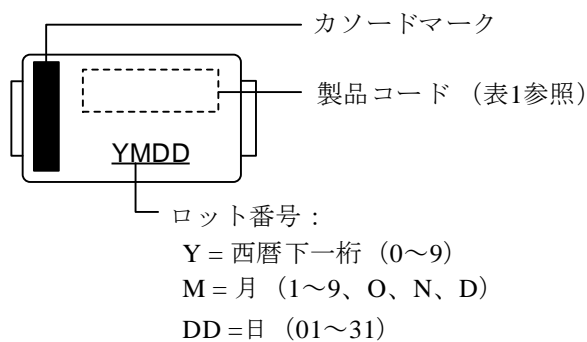 カソードマーク
製品コード （表1参照）
YMDD
ロット番号：
Y = 西暦下一桁（0～9）
M = 月（1～9、O、N、D）
DD =日（01～31）